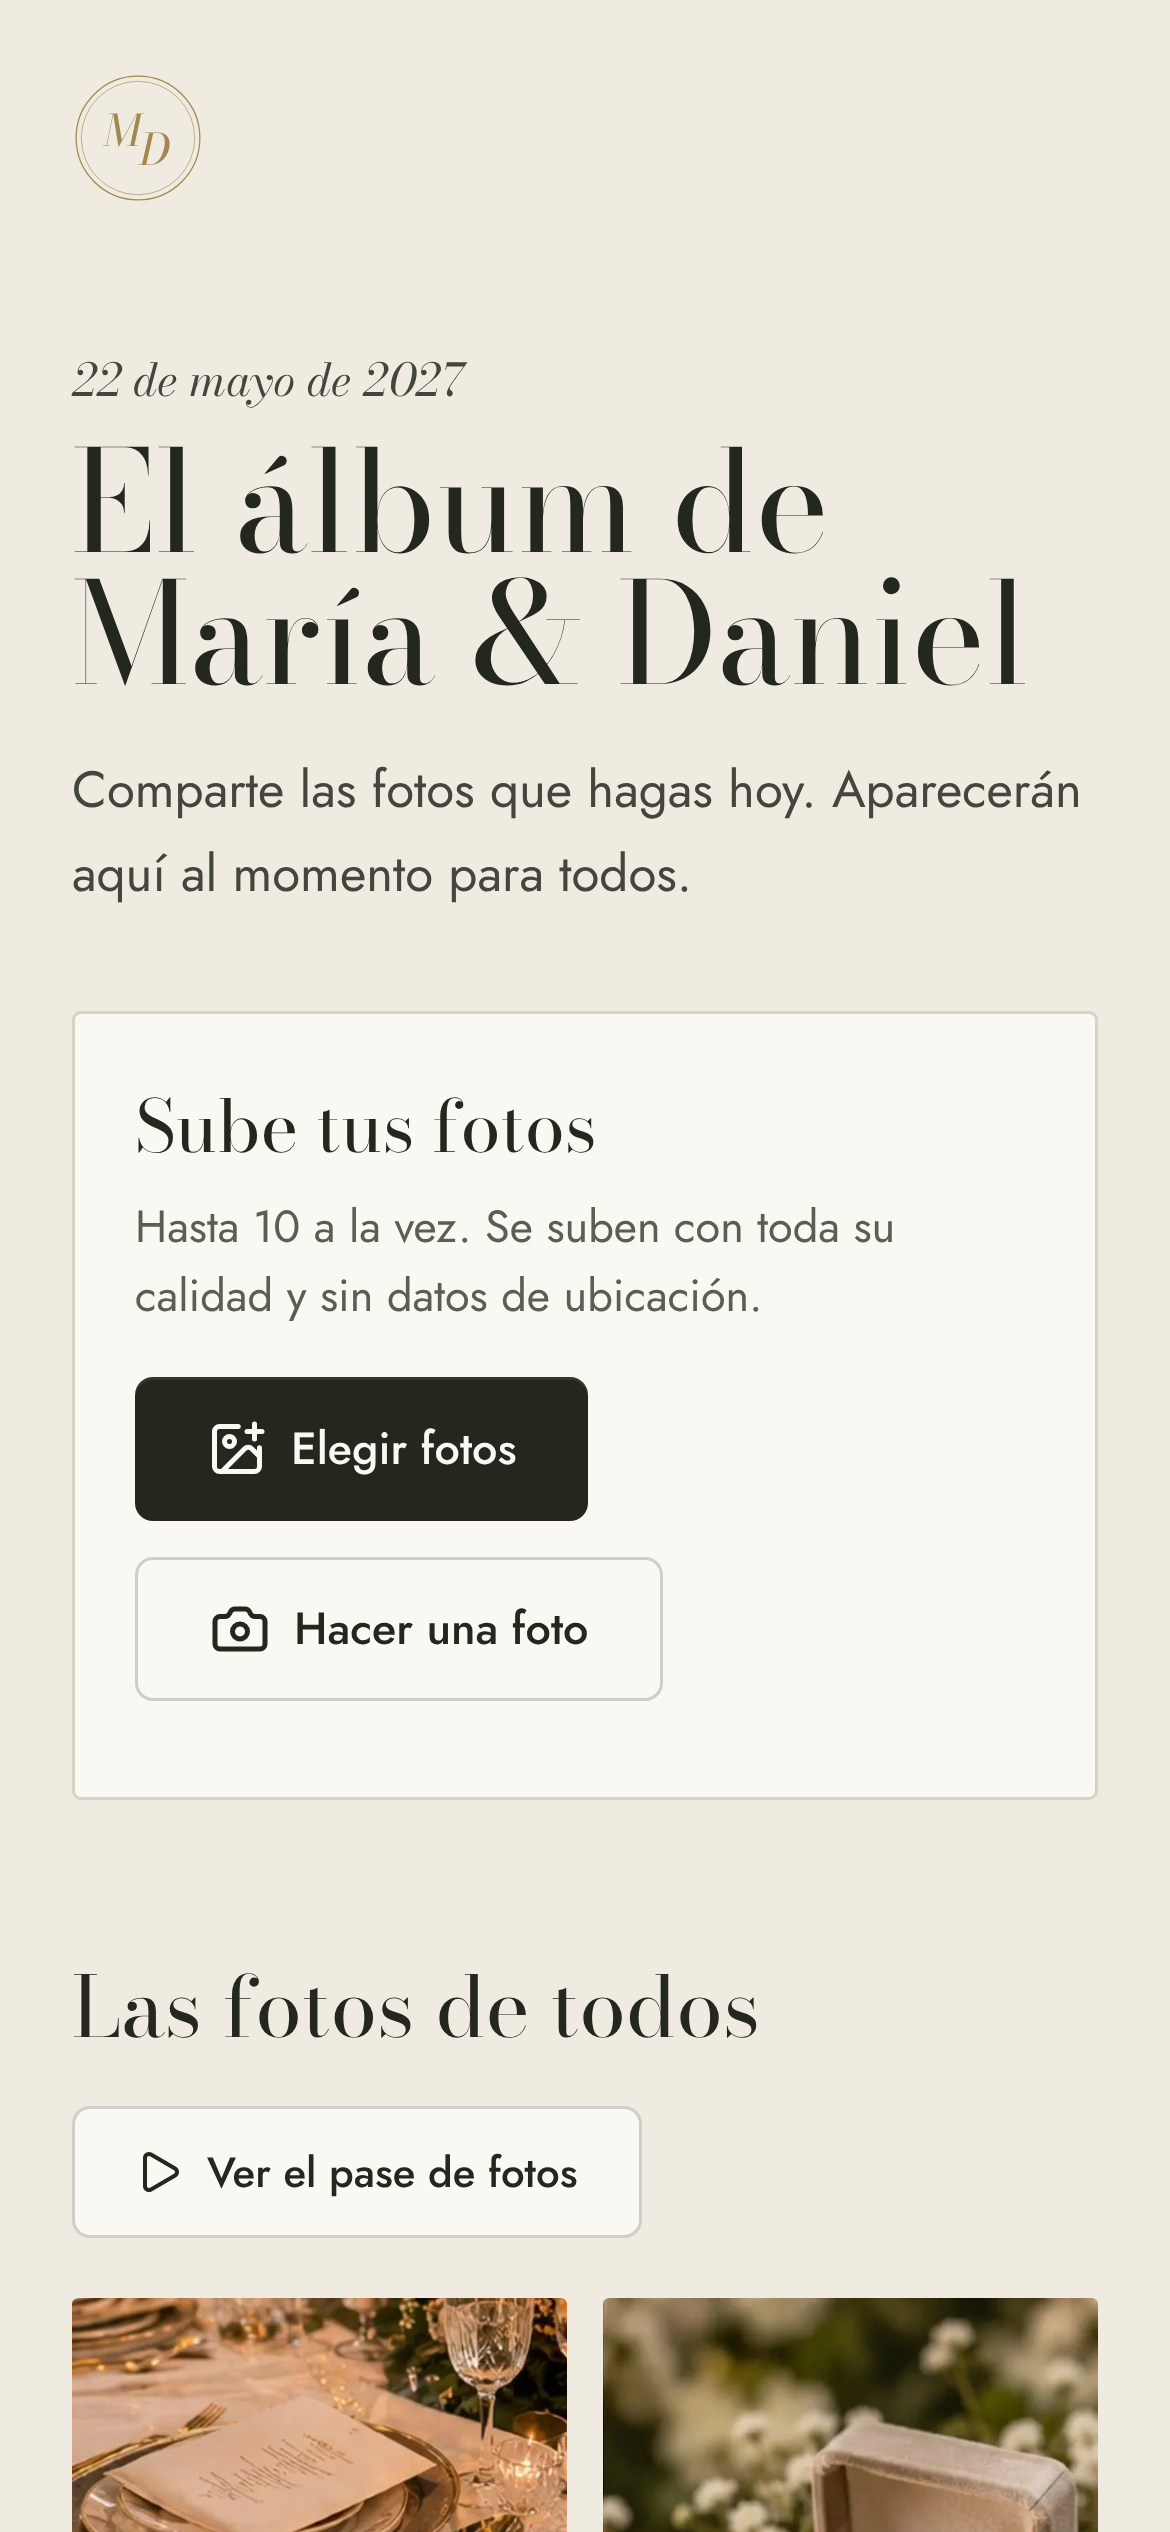 MD
22 de mayo de 2027
El álbum de
María & Daniel
Comparte las fotos que hagas hoy. Aparecerán
aquí al momento para todos.
Sube tus fotos
Hasta 10 a la vez. Se suben con toda su
calidad y sin datos de ubicación.
Elegir fotos
Hacer una foto
Las fotos de todos
Ver el pase de fotos